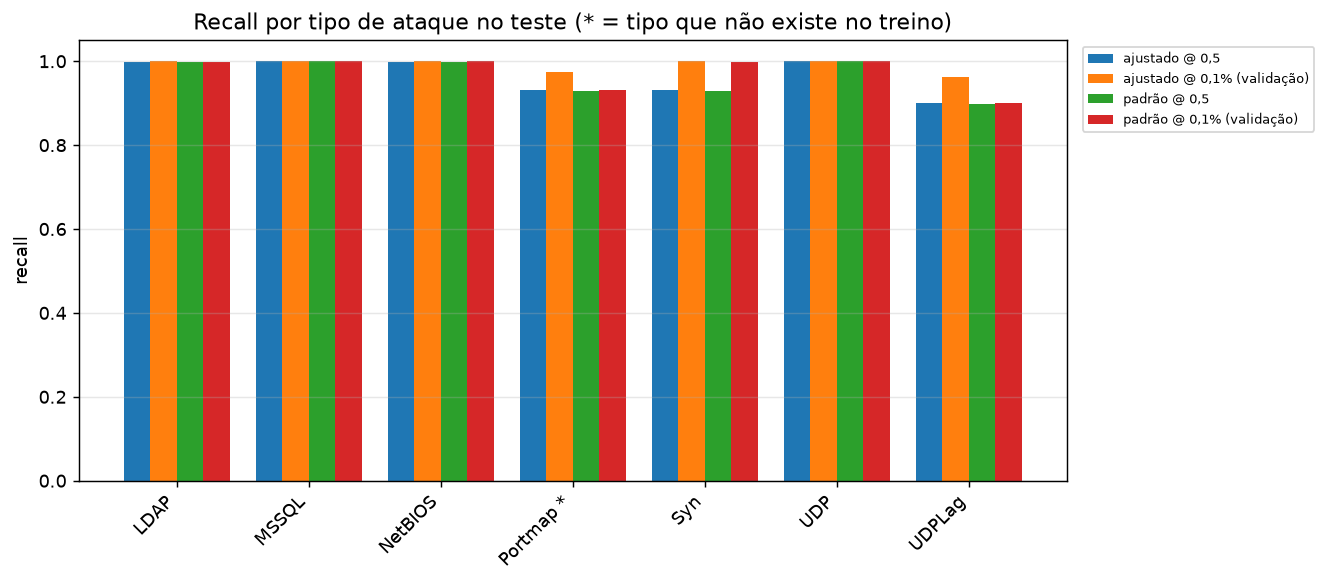 Recall por tipo de ataque no teste (* = tipo que não existe no treino)
recall
1.0
0.8
0.6
0.4
0.2
0.0
LDAP
MSSQL
NetBIOS
Portmap *
Syn
UDP
UDPLag
ajustado @ 0,5
ajustado @ 0,1% (validação)
padrão @ 0,5
padrão @ 0,1% (validação)